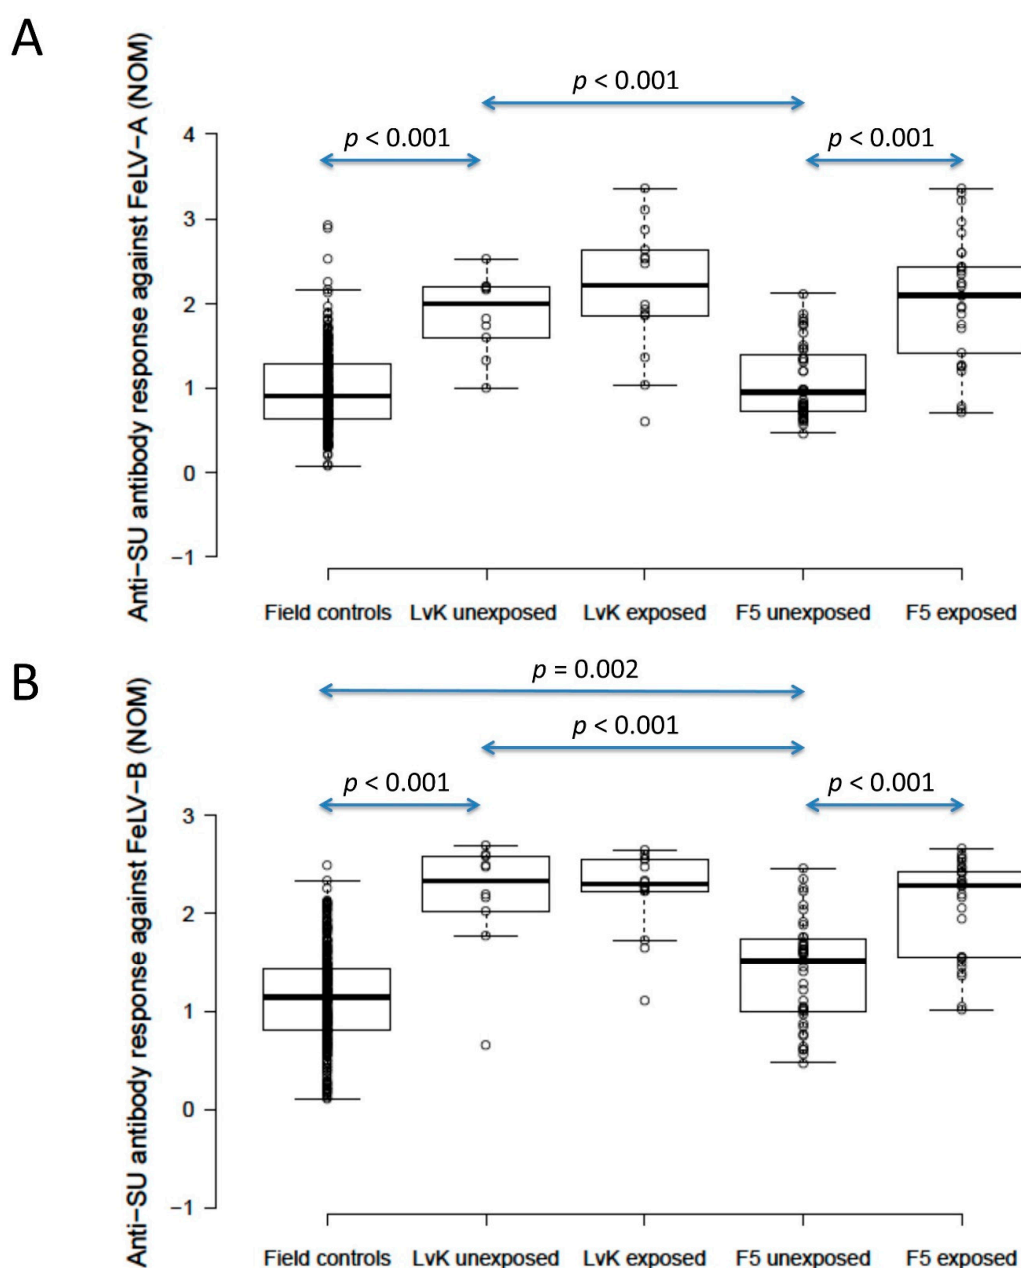 A
Anti−SU antibody response against FeLV−A (NOM)
p < 0.001
p < 0.001
p < 0.001
4
3
2
1
0
−1
Field controls
LvK unexposed
LvK exposed
F5 unexposed
F5 exposed
B
Anti−SU antibody response against FeLV−B (NOM)
p = 0.002
p < 0.001
p < 0.001
p < 0.001
3
2
1
0
−1
Field controls
LvK unexposed
LvK exposed
F5 unexposed
F5 exposed